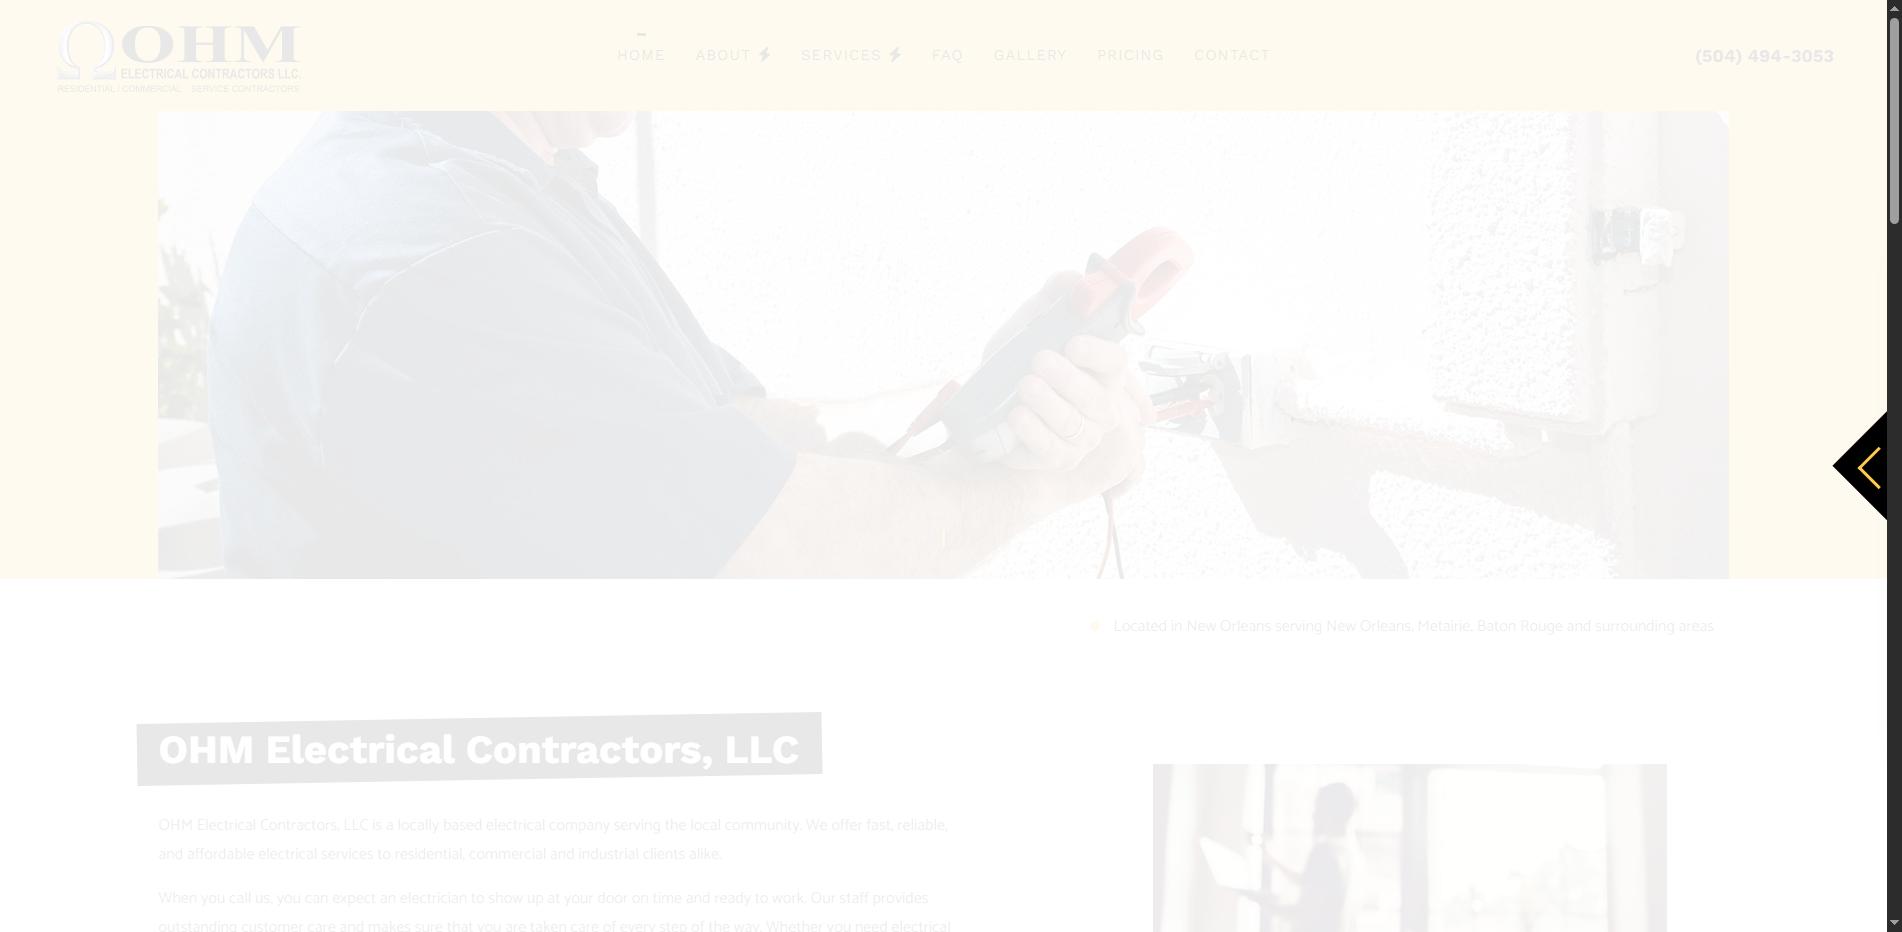 OHM
ELECTRICAL CONTRACTORS LLC.
RESIDENTIAL / COMMERCIAL SERVICE CONTRACTORS
HOME ABOUT SERVICES FAQ GALLERY PRICING CONTACT
(504) 494-3053
Located in New Orleans serving New Orleans, Metairie, Baton Rouge and surrounding areas
OHM Electrical Contractors, LLC
OHM Electrical Contractors, LLC is a locally based electrical company serving the local community. We offer fast, reliable,
and affordable electrical services to residential, commercial and industrial clients alike.
When you call us, you can expect an electrician to show up at your door on time and ready to work. Our staff provides
outstanding customer care and makes sure that you are taken care of every step of the way. Whether you need electrical